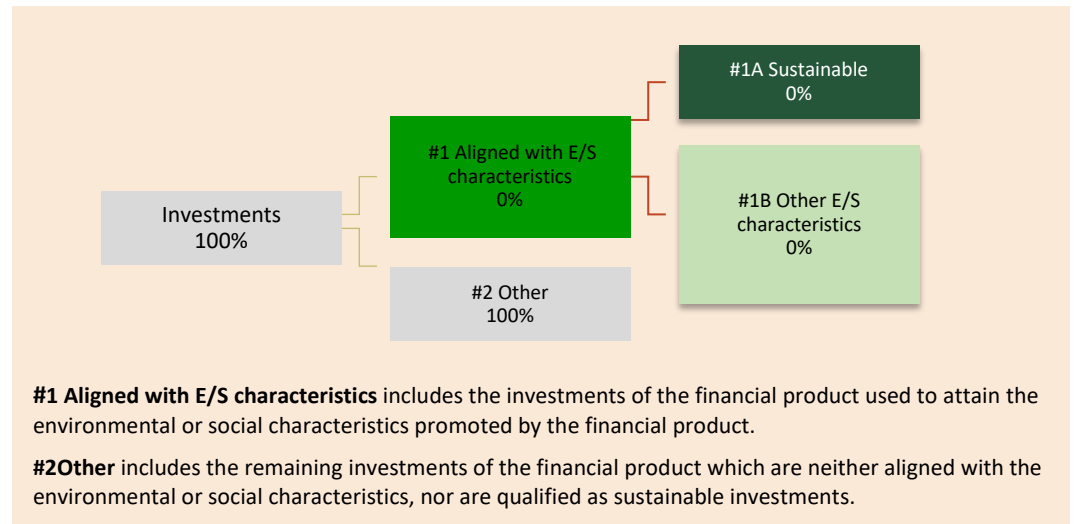 #1A Sustainable
0%
#1 Aligned with E/S
characteristics
0%
#1B Other E/S
characteristics
0%
Investments
100%
#2 Other
100%
#1 Aligned with E/S characteristics includes the investments of the financial product used to attain the
environmental or social characteristics promoted by the financial product.
#2Other includes the remaining investments of the financial product which are neither aligned with the
environmental or social characteristics, nor are qualified as sustainable investments.